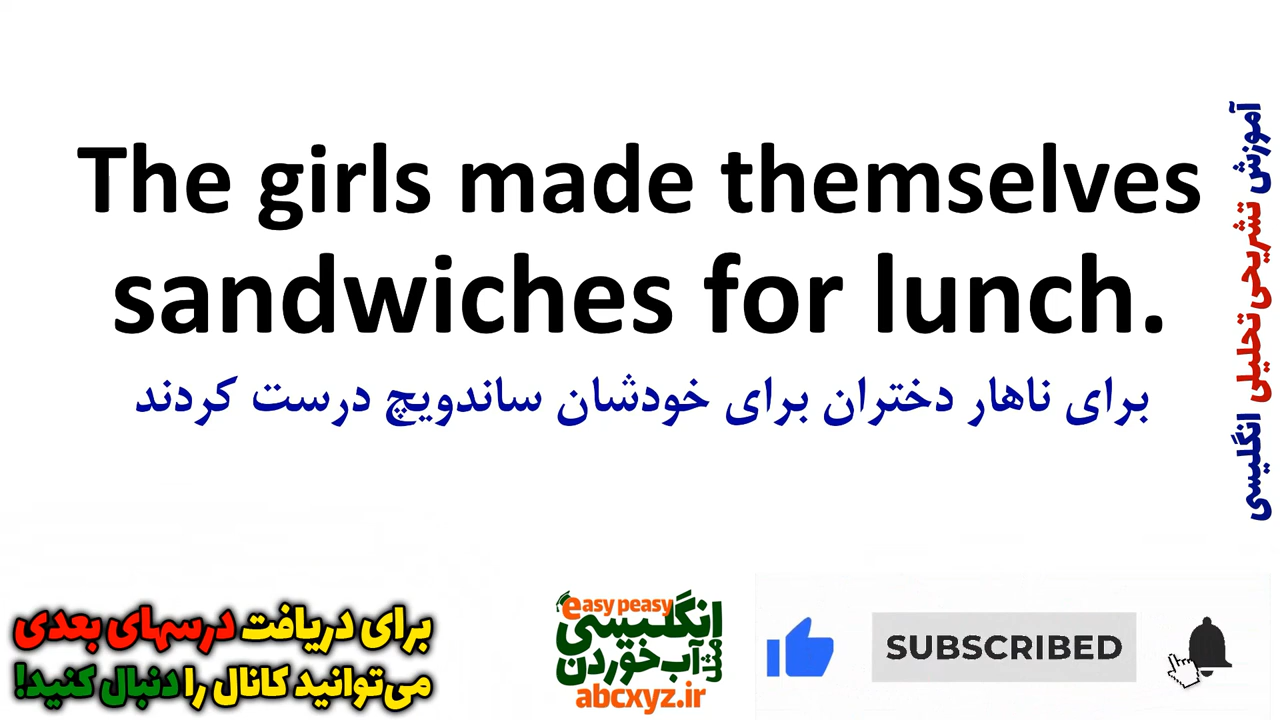 The girls made themselves
sandwiches for lunch.
برای ناهار دختران برای خودشان ساندویچ درست کردند
آموزش تشریحی تحلیلی انگلیسی
برای دریافت درسهای بعدی
می‌توانید کانال را دنبال کنید!
easy peasy
انگلیسی
مثل آب خوردن
abcxyz.ir
SUBSCRIBED